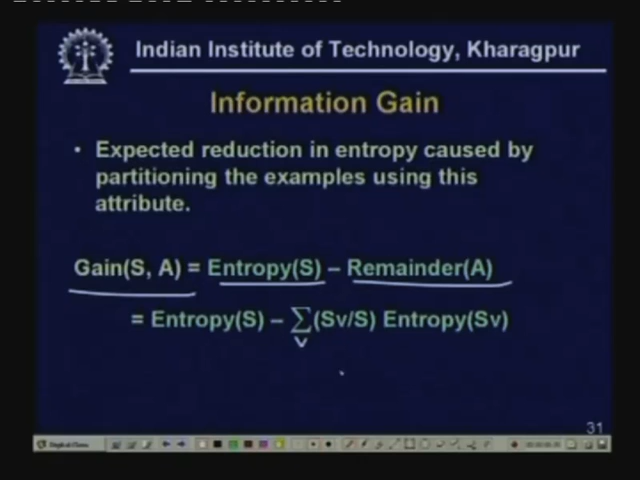 Indian Institute of Technology, Kharagpur
Information Gain
• Expected reduction in entropy caused by
partitioning the examples using this
attribute.
Gain(S, A) = Entropy(S) – Remainder(A)
= Entropy(S) – ∑(Sv/S) Entropy(Sv)
v
31